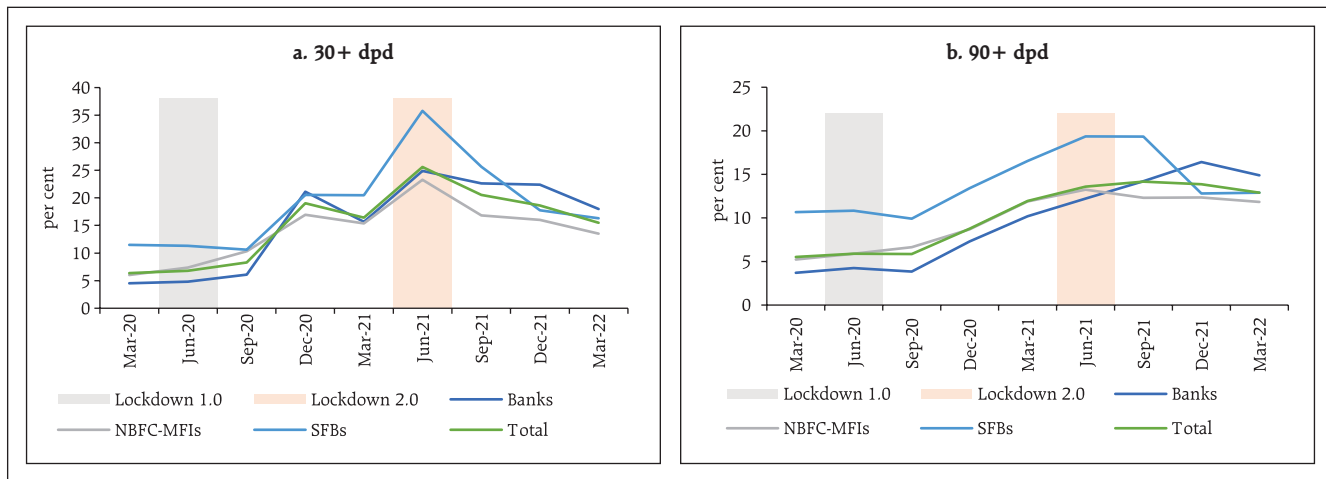 a. 30+ dpd
per cent
40
35
30
25
20
15
10
5
0
Mar-20
Jun-20
Sep-20
Dec-20
Mar-21
Jun-21
Sep-21
Dec-21
Mar-22
Lockdown 1.0
Lockdown 2.0
Banks
NBFC-MFIs
SFBs
Total
b. 90+ dpd
per cent
25
20
15
10
5
0
Mar-20
Jun-20
Sep-20
Dec-20
Mar-21
Jun-21
Sep-21
Dec-21
Mar-22
Lockdown 1.0
Lockdown 2.0
Banks
NBFC-MFIs
SFBs
Total